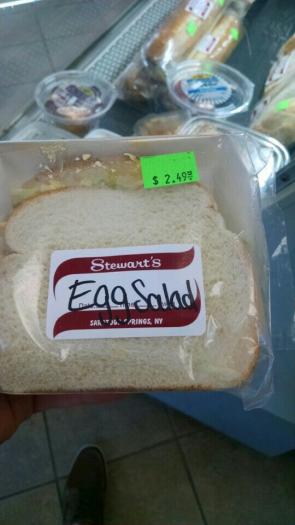 $ 2.49
Stewart's
Egg Salad
SARATOGA SPRINGS, NY